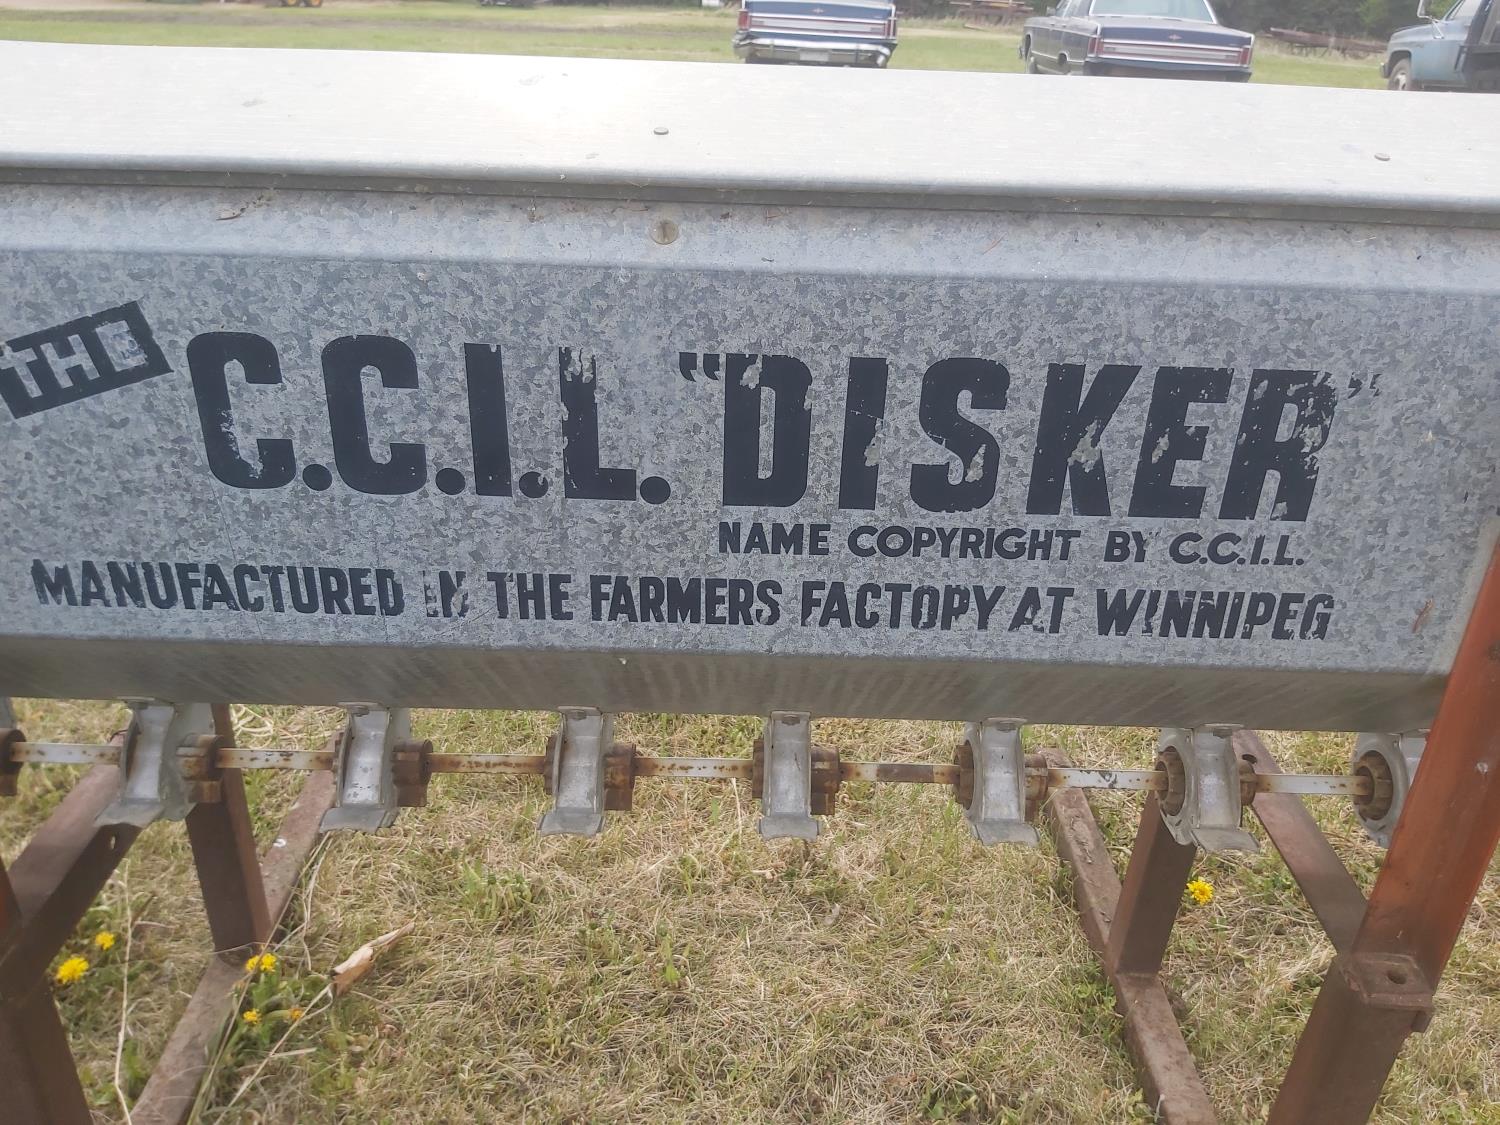 THE C.C.I.L. "DISKER"
NAME COPYRIGHT BY C.C.I.L.
MANUFACTURED IN THE FARMERS FACTOPY AT WINNIPEG